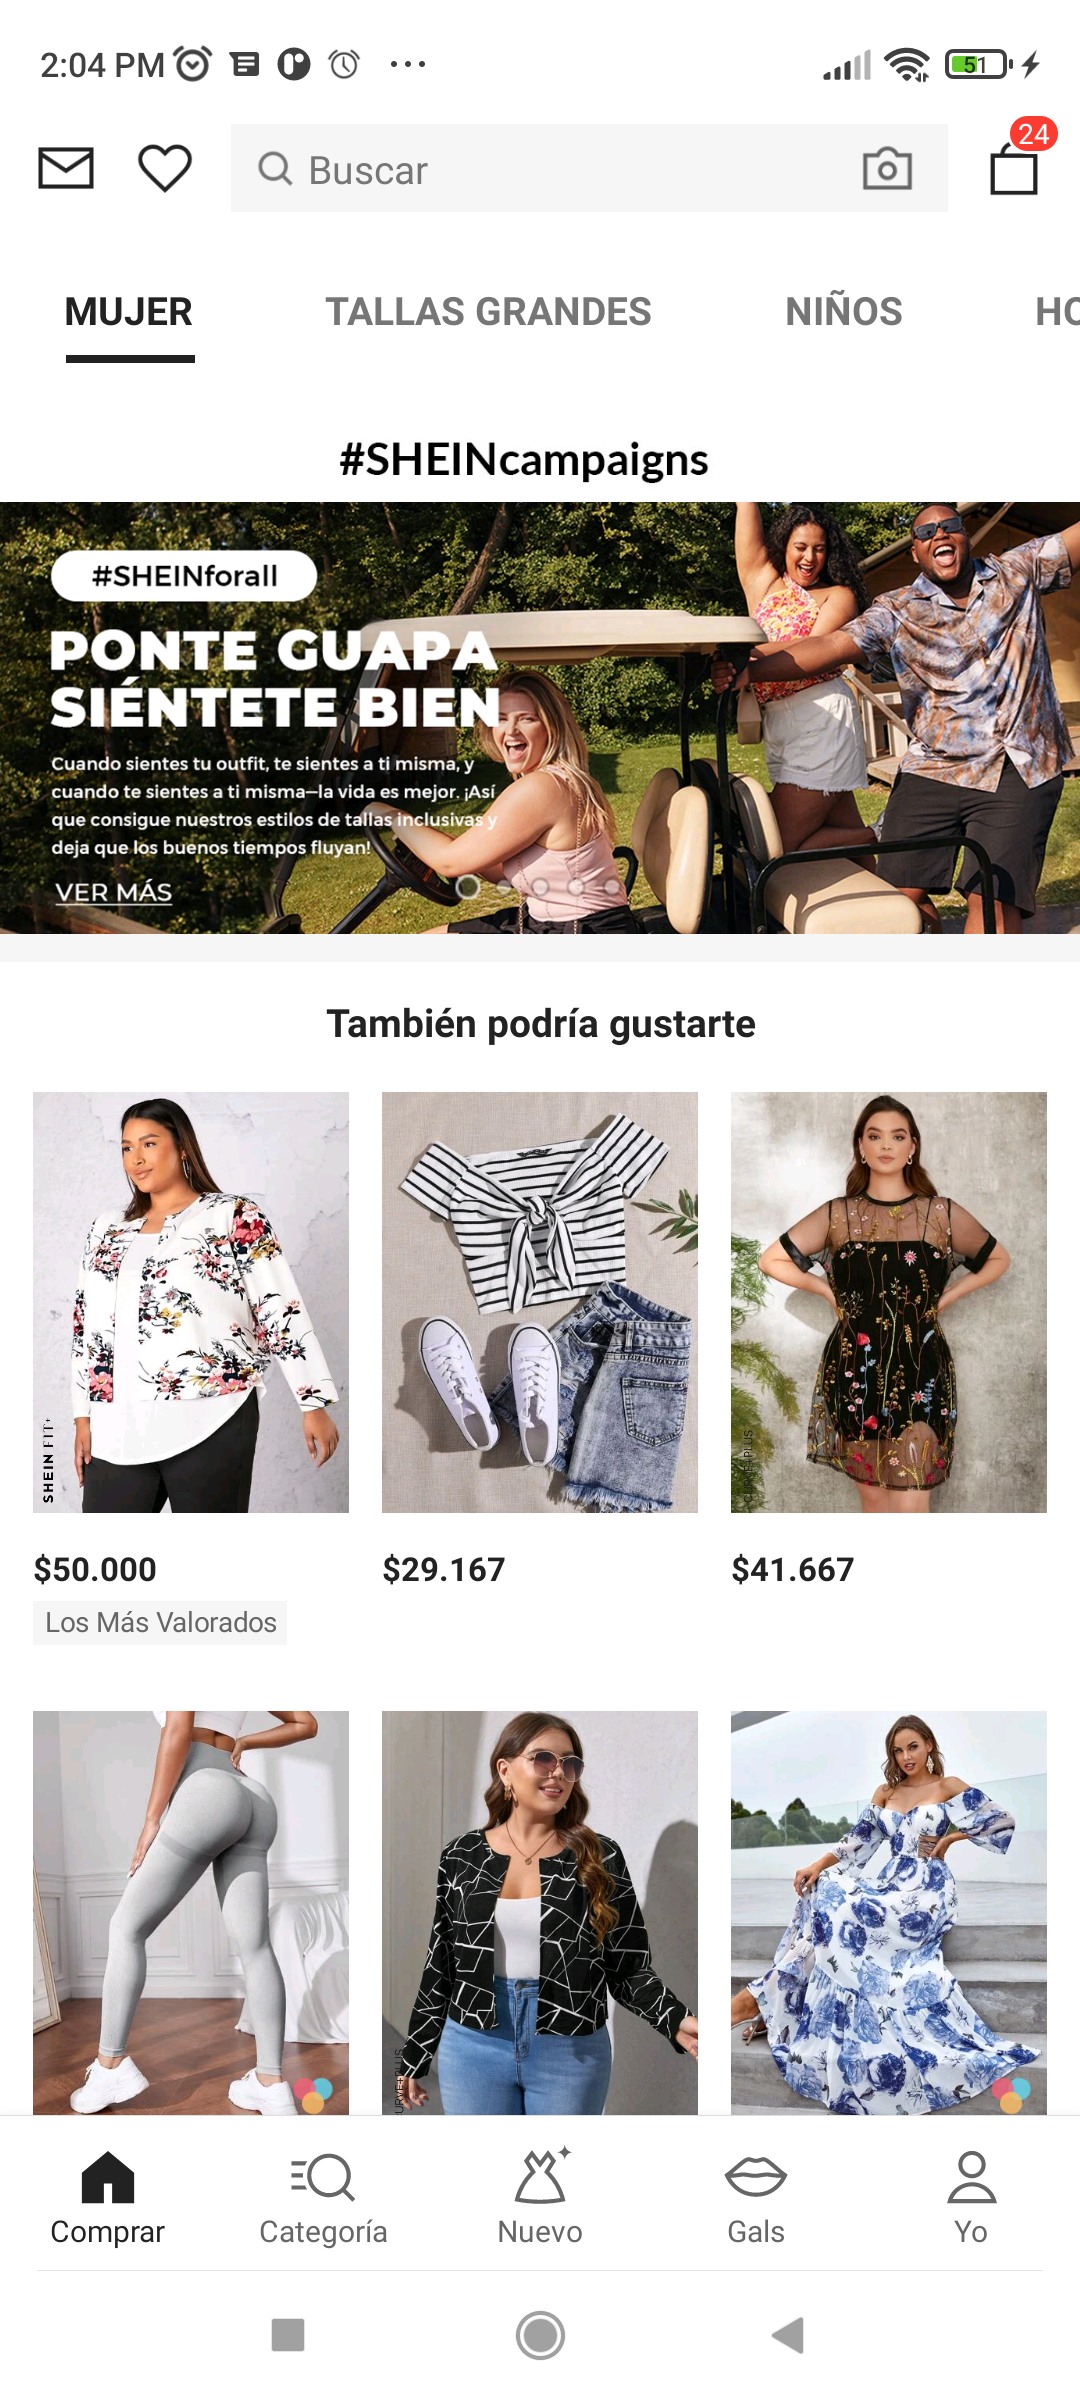 2:04 PM
51
24
Buscar
MUJER
TALLAS GRANDES
NIÑOS
HO
#SHEINcampaigns
#SHEINforall
PONTE GUAPA
SIÉNTETE BIEN
Cuando sientes tu outfit, te sientes a ti misma, y
cuando te sientes a ti misma—la vida es mejor. ¡Así
que consigue nuestros estilos de tallas inclusivas y
deja que los buenos tiempos fluyan!
VER MÁS
También podría gustarte
SHEIN FIT+
PLUS
$50.000
$29.167
$41.667
Los Más Valorados
PLUS
Comprar
Categoría
Nuevo
Gals
Yo